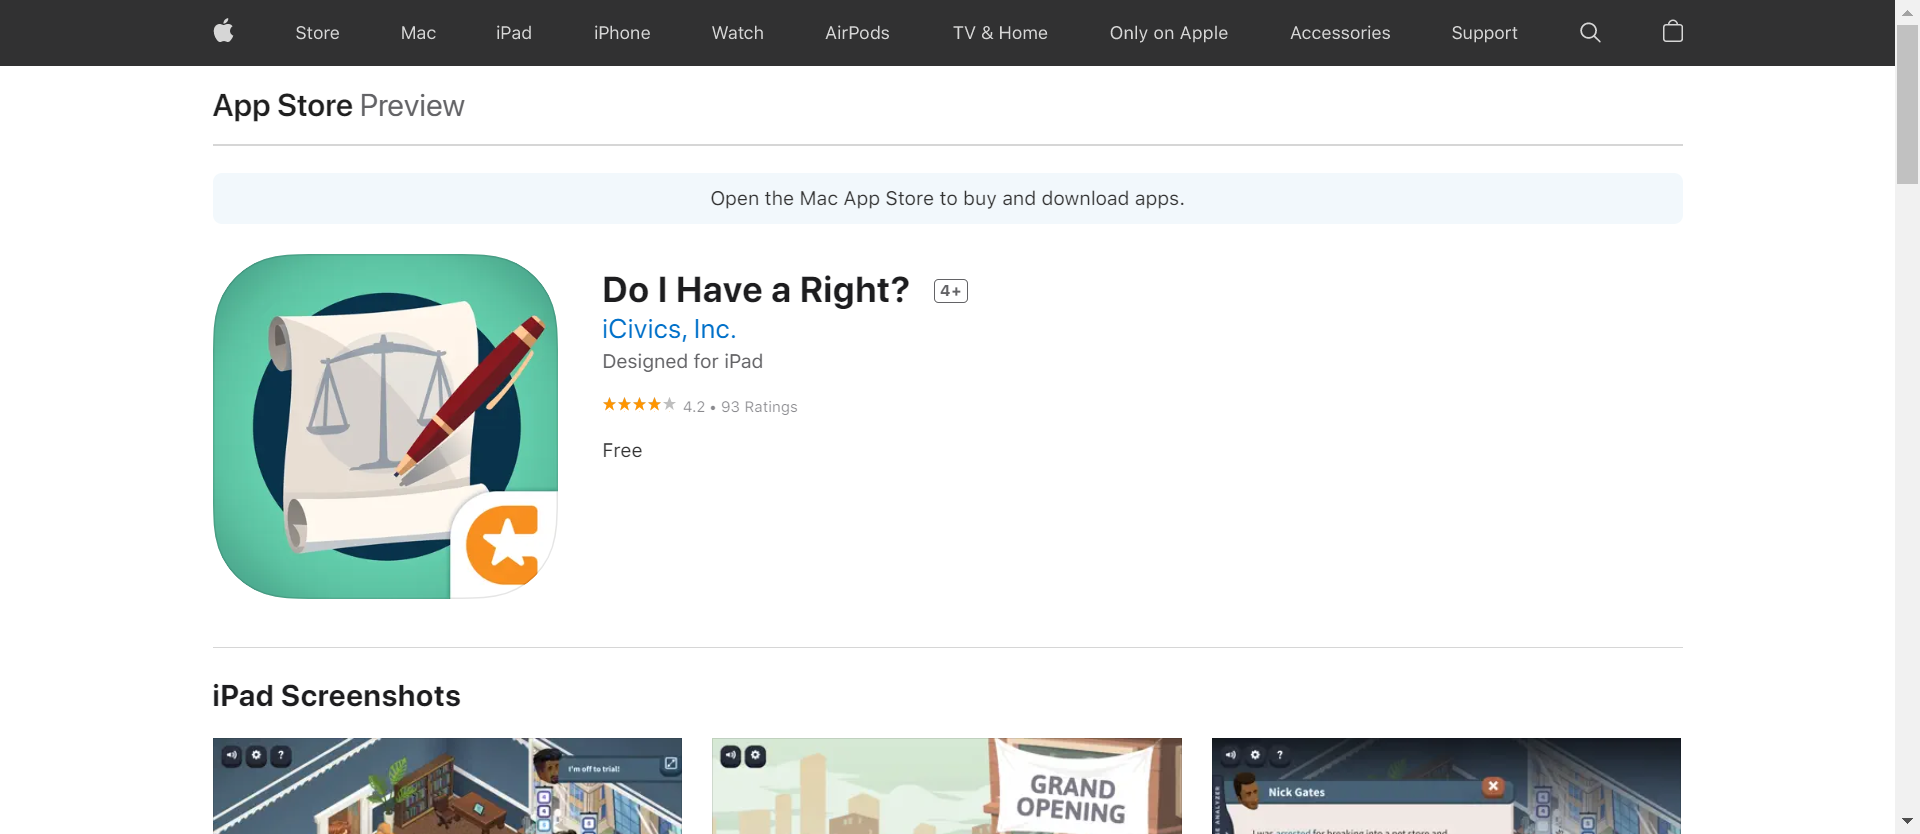 Store Mac iPad iPhone Watch AirPods TV & Home Only on Apple Accessories Support
App Store Preview
Open the Mac App Store to buy and download apps.
Do I Have a Right? 4+
iCivics, Inc.
Designed for iPad
4.2 • 93 Ratings
Free
iPad Screenshots
?
I'm off to trial!
GRAND
OPENING
?
Nick Gates
I was arrested for breaking into a pet store and